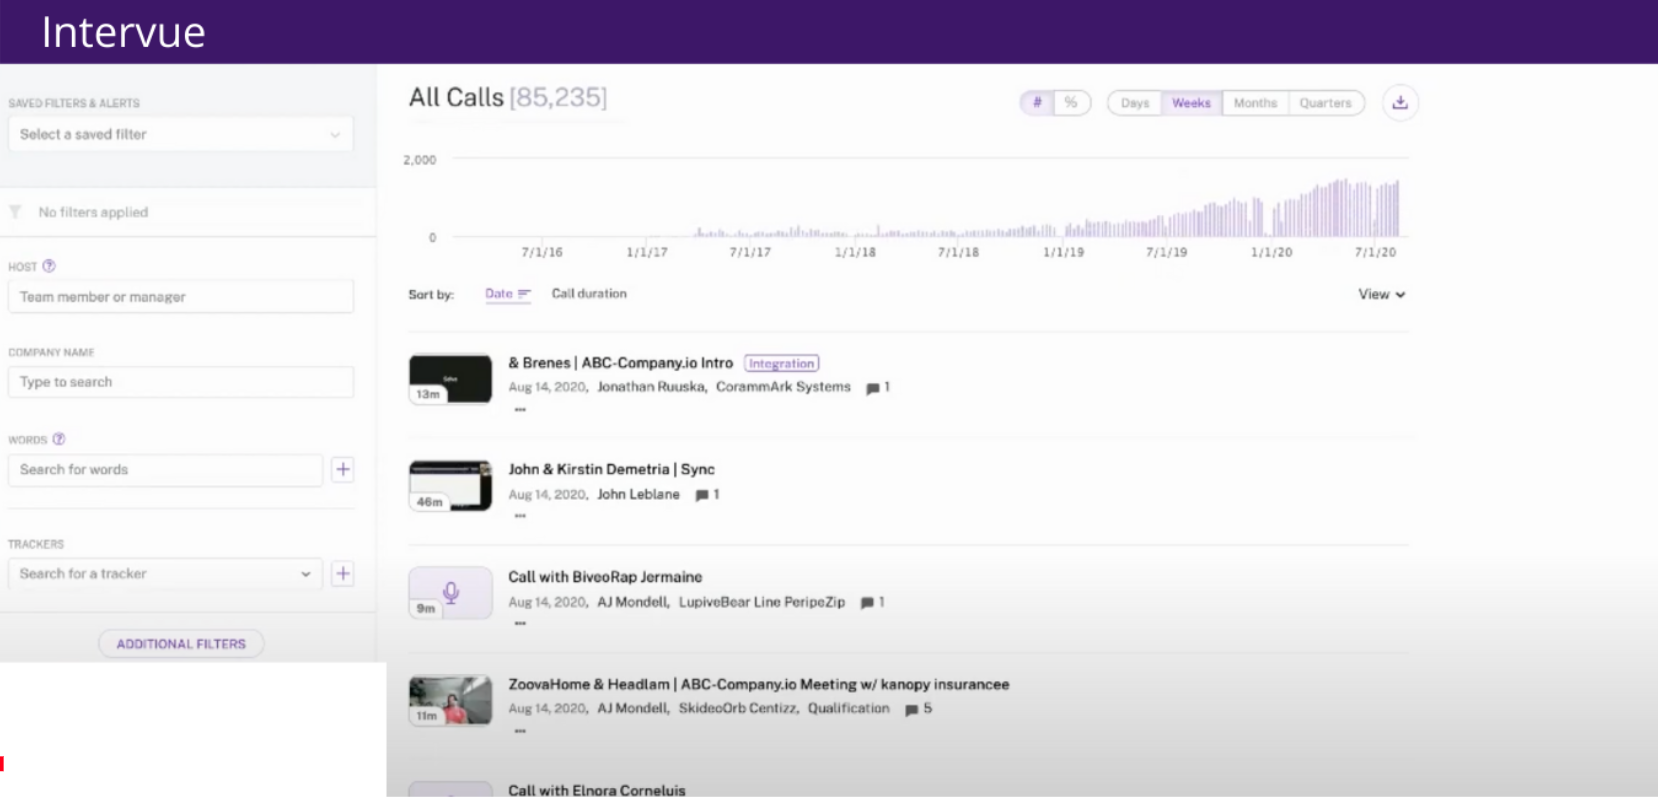 Intervue
SAVED FILTERS & ALERTS
Select a saved filter
No filters applied
HOST
Team member or manager
COMPANY NAME
Type to search
WORDS
Search for words
TRACKERS
Search for a tracker
ADDITIONAL FILTERS
All Calls [85,235]
# % Days Weeks Months Quarters
2,000
0
7/1/16 1/1/17 7/1/17 1/1/18 7/1/18 1/1/19 7/1/19 1/1/20 7/1/20
Sort by: Date Call duration View
& Brenes | ABC-Company.io Intro Integration
13m Aug 14, 2020, Jonathan Ruuska, CorammArk Systems 1
...
John & Kirstin Demetria | Sync
46m Aug 14, 2020, John Leblane 1
...
Call with BiveoRap Jermaine
9m Aug 14, 2020, AJ Mondell, LupiveBear Line PeripeZip 1
...
ZoovaHome & Headlam | ABC-Company.io Meeting w/ kanopy insurancee
11m Aug 14, 2020, AJ Mondell, SkideoOrb Centizz, Qualification 5
...
Call with Elnora Corneluis